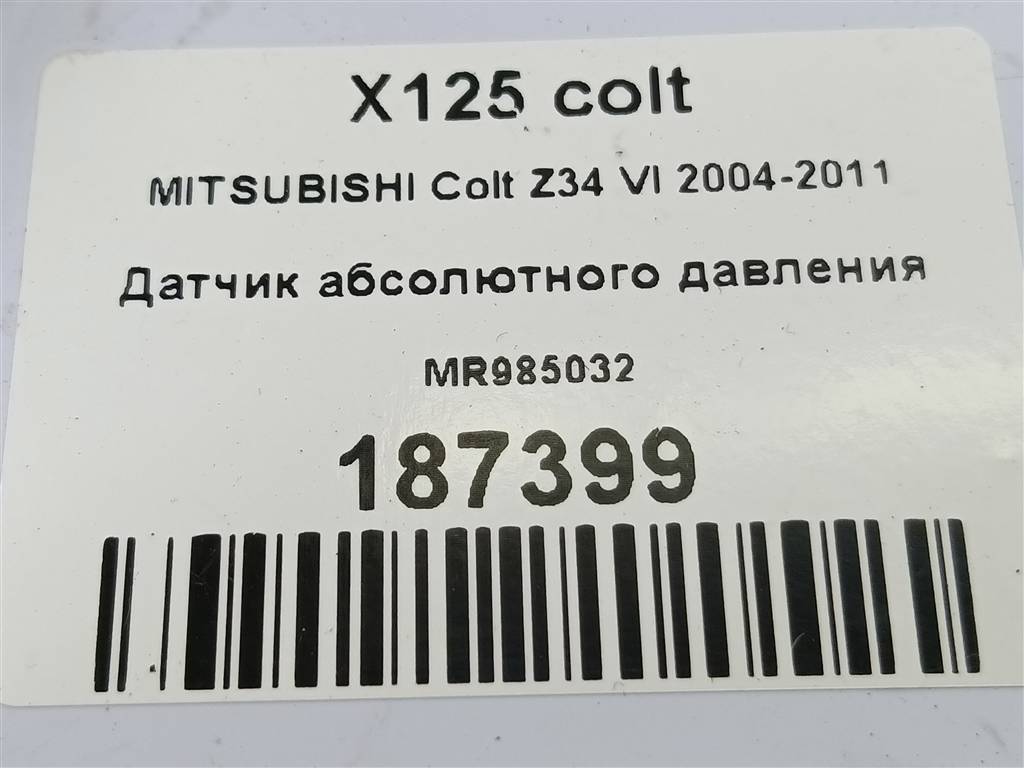 X125 colt
MITSUBISHI Colt Z34 VI 2004-2011
Датчик абсолютного давления
MR985032
187399